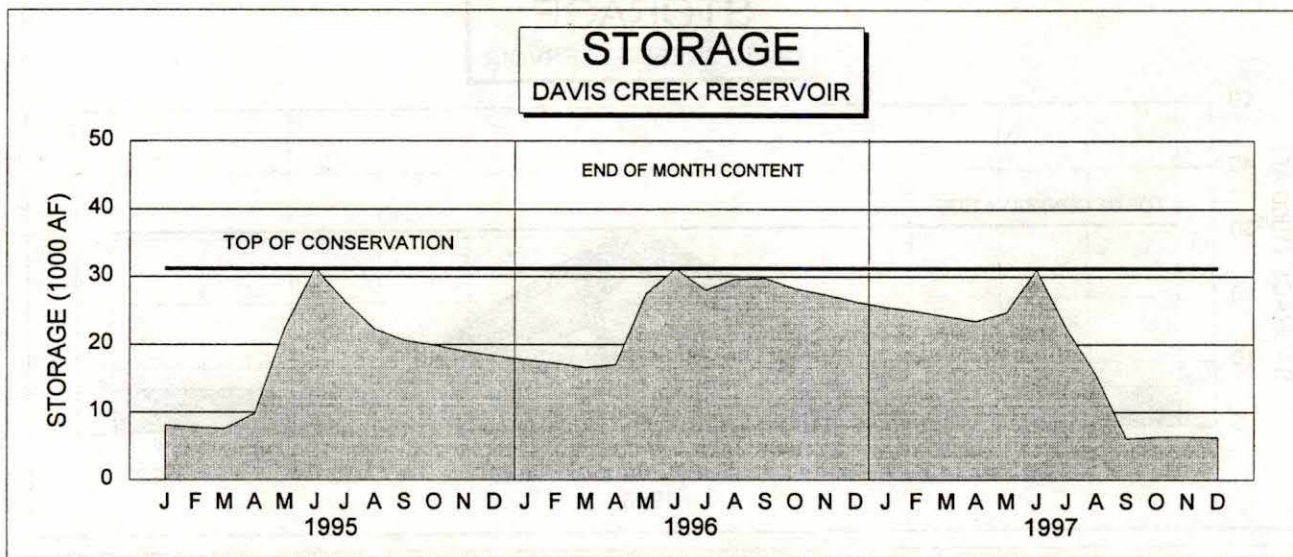 STORAGE
DAVIS CREEK RESERVOIR
END OF MONTH CONTENT
TOP OF CONSERVATION
STORAGE (1000 AF)
50
40
30
20
10
0
J F M A M J J A S O N D J F M A M J J A S O N D J F M A M J J A S O N D
1995 1996 1997